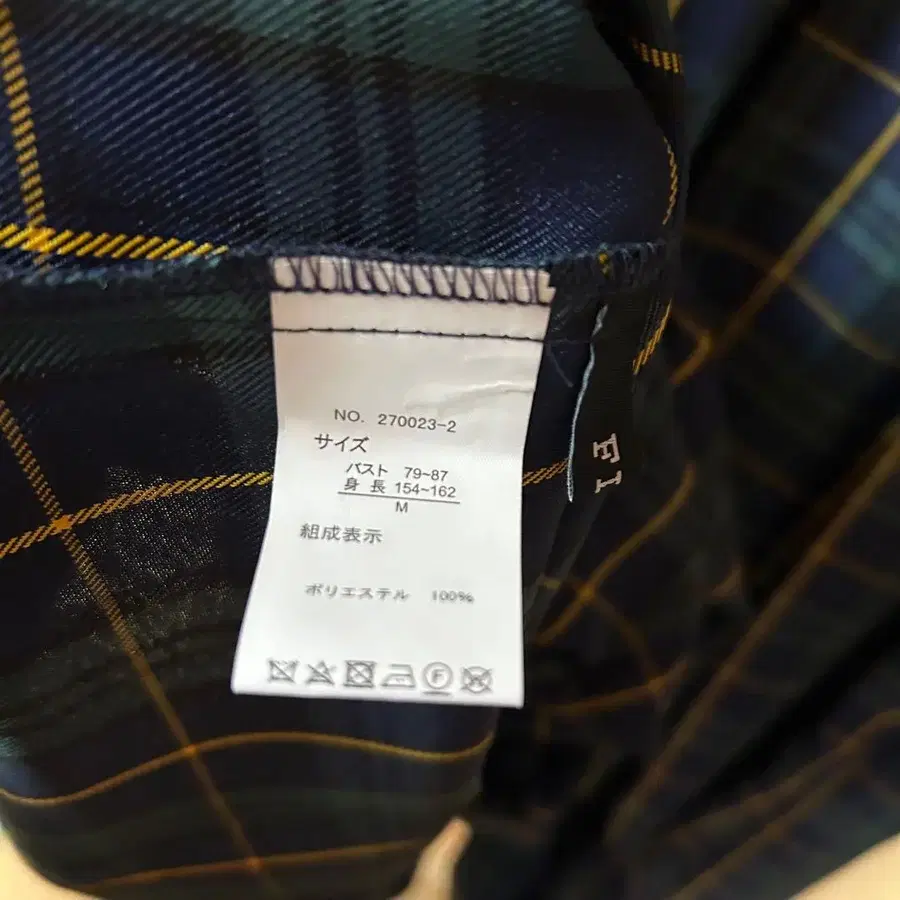 NO. 270023-2
サイズ
バスト 79~87
身 長 154~162
M
組成表示
ポリエステル 100%
F
FI